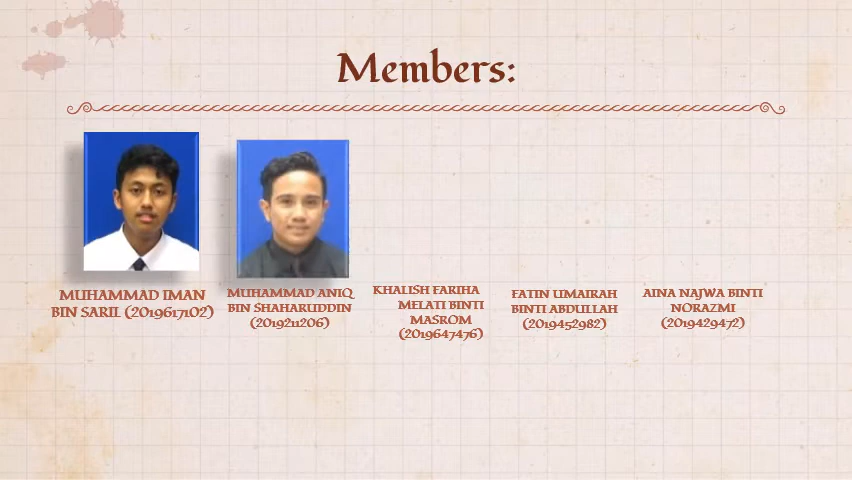 Members:
MUHAMMAD IMAN
BIN SARIL (2019617102)
MUHAMMAD ANIQ
BIN SHAHARUDDIN
(2019211206)
KHALISH FARIHA
MELATI BINTI
MASROM
(2019647476)
FATIN UMAIRAH
BINTI ABDULLAH
(2019452982)
AINA NAJWA BINTI
NORAZMI
(2019429472)